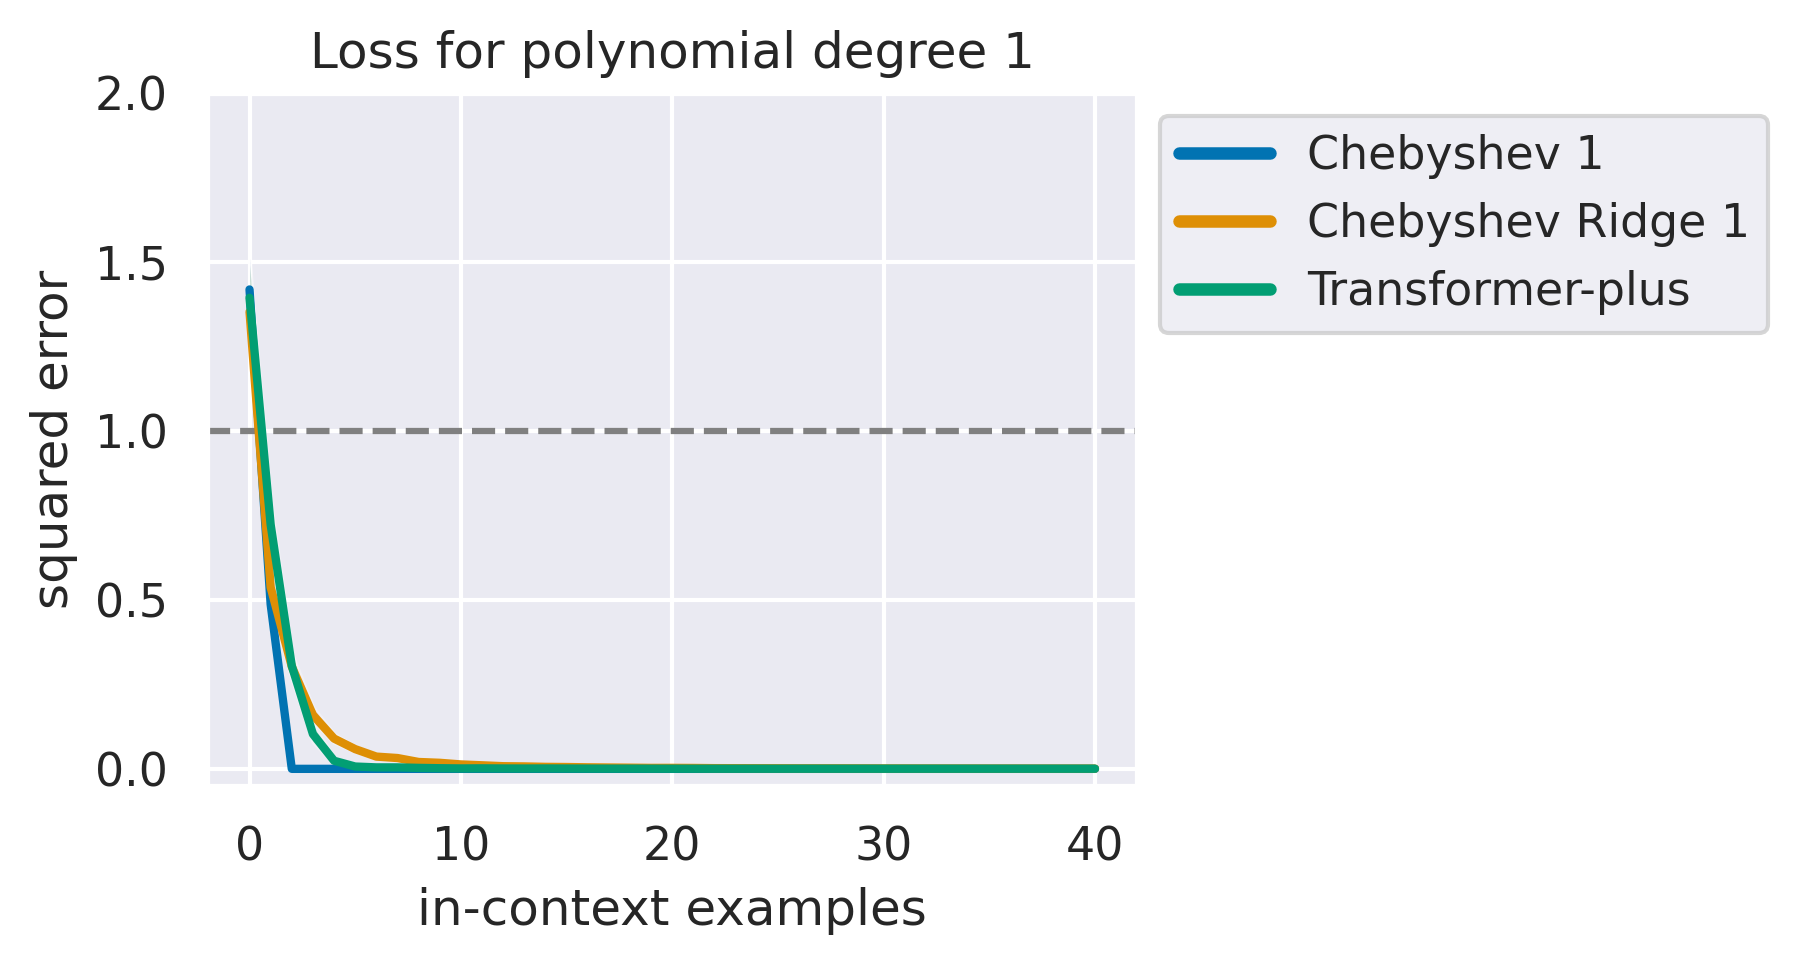 Loss for polynomial degree 1
2.0
1.5
1.0
0.5
0.0
squared error
0 10 20 30 40
in-context examples
Chebyshev 1
Chebyshev Ridge 1
Transformer-plus